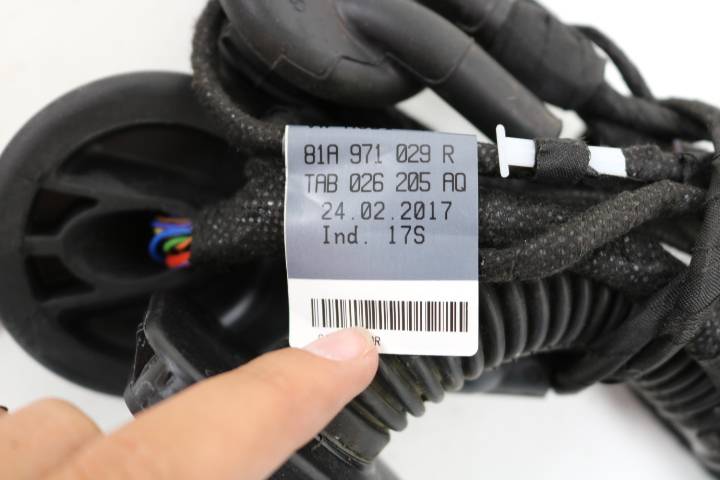 81A 971 029 R
TAB 026 205 AQ
24.02.2017
Ind. 17S